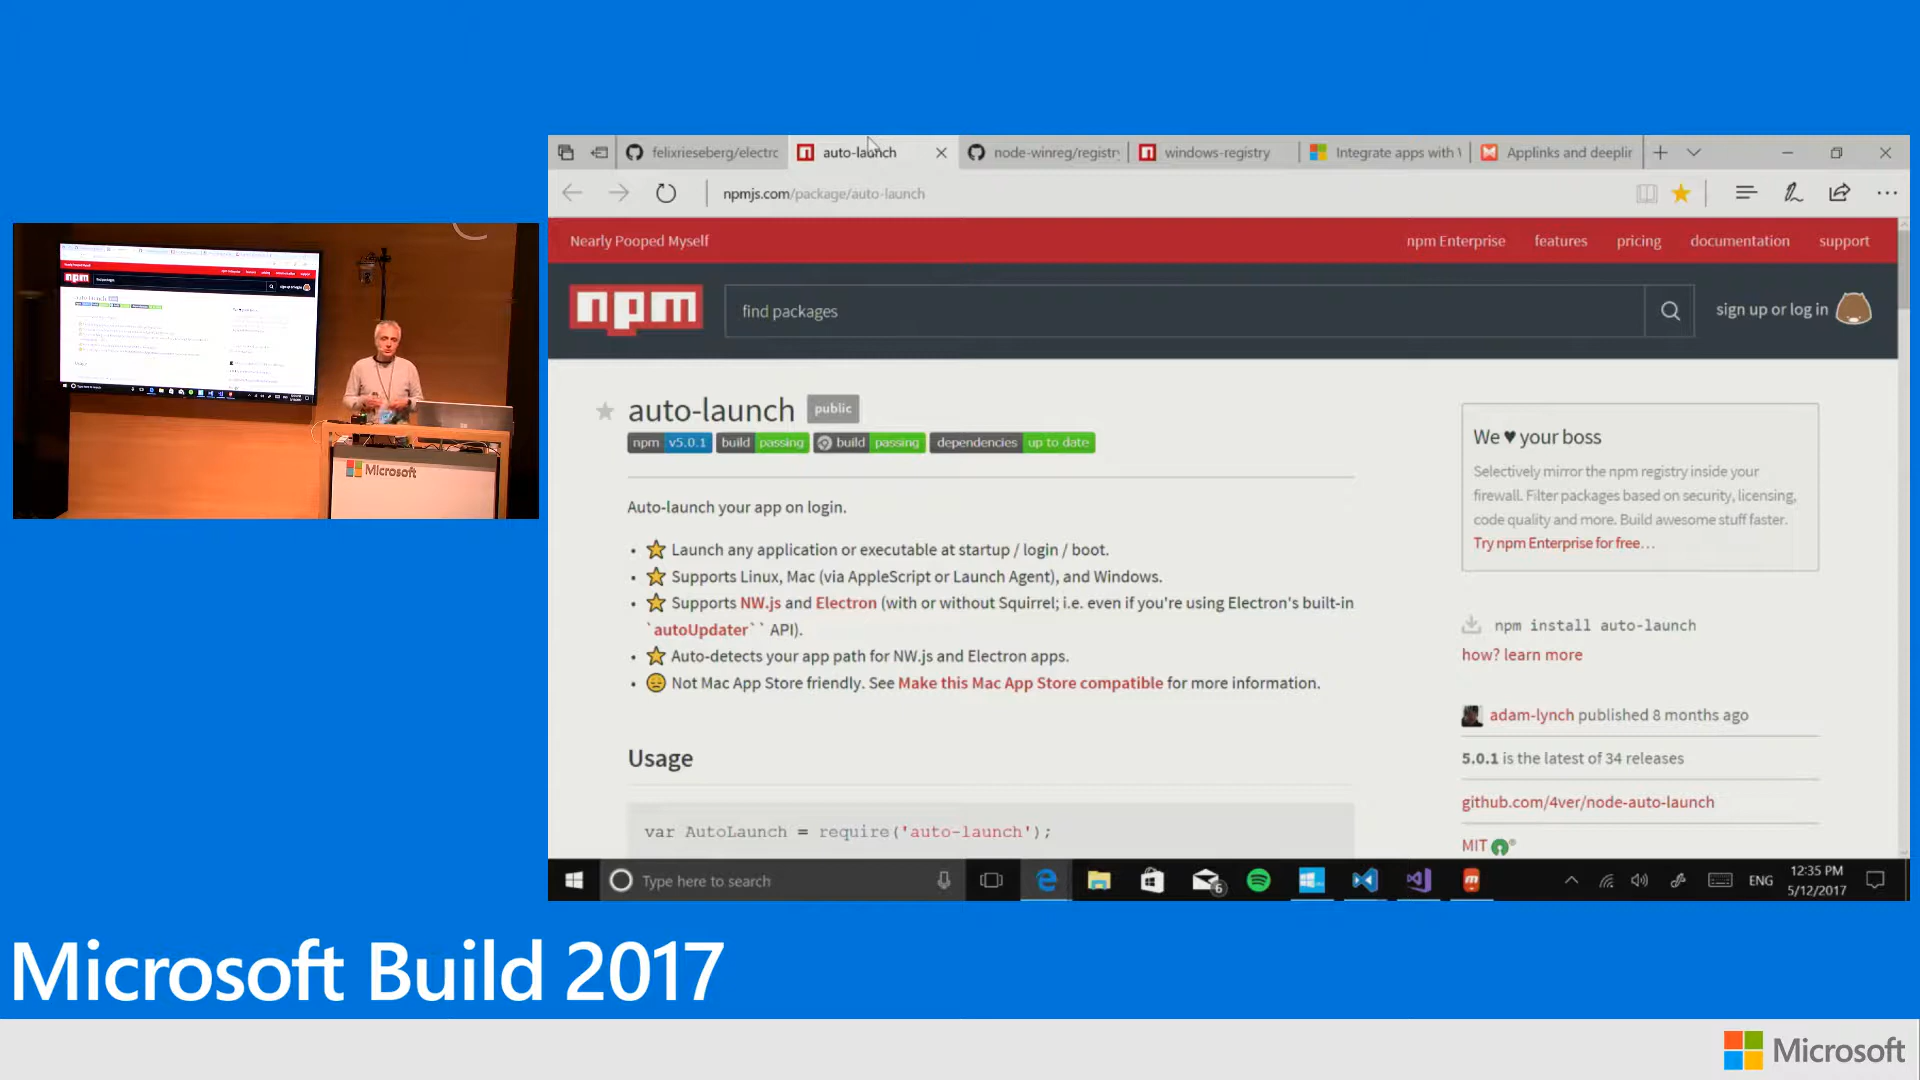 felixrieseberg/electro
auto-launch
node-winreg/registry
windows-registry
Integrate apps with
Applinks and deeplin
npmjs.com/package/auto-launch
Nearly Pooped Myself
npm Enterprise features pricing documentation support
npm
find packages
sign up or log in
auto-launch public
npm v5.0.1 build passing build passing dependencies up to date
Auto-launch your app on login.
• Launch any application or executable at startup / login / boot.
• Supports Linux, Mac (via AppleScript or Launch Agent), and Windows.
• Supports NW.js and Electron (with or without Squirrel; i.e. even if you're using Electron's built-in
`autoUpdater`` API).
• Auto-detects your app path for NW.js and Electron apps.
• Not Mac App Store friendly. See Make this Mac App Store compatible for more information.
Usage
var AutoLaunch = require('auto-launch');
We ♥ your boss
Selectively mirror the npm registry inside your
firewall. Filter packages based on security, licensing,
code quality and more. Build awesome stuff faster.
Try npm Enterprise for free…
npm install auto-launch
how? learn more
adam-lynch published 8 months ago
5.0.1 is the latest of 34 releases
github.com/4ver/node-auto-launch
MIT
Type here to search
6
ENG
12:35 PM
5/12/2017
npm
Microsoft
Microsoft Build 2017
Microsoft